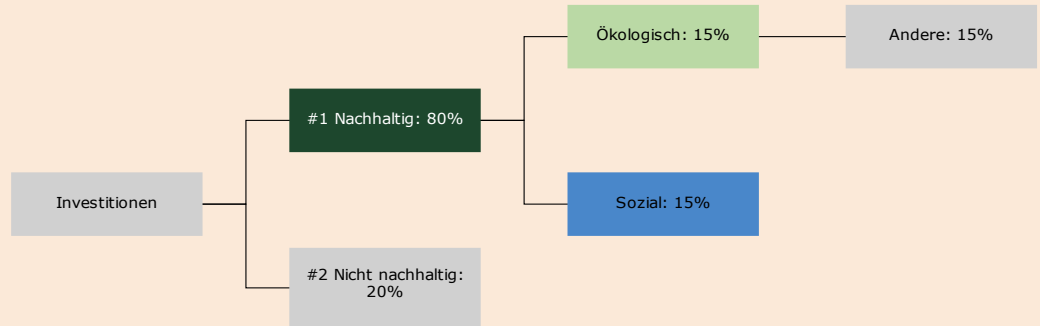 Ökologisch: 15%
Andere: 15%
#1 Nachhaltig: 80%
Investitionen
Sozial: 15%
#2 Nicht nachhaltig:
20%